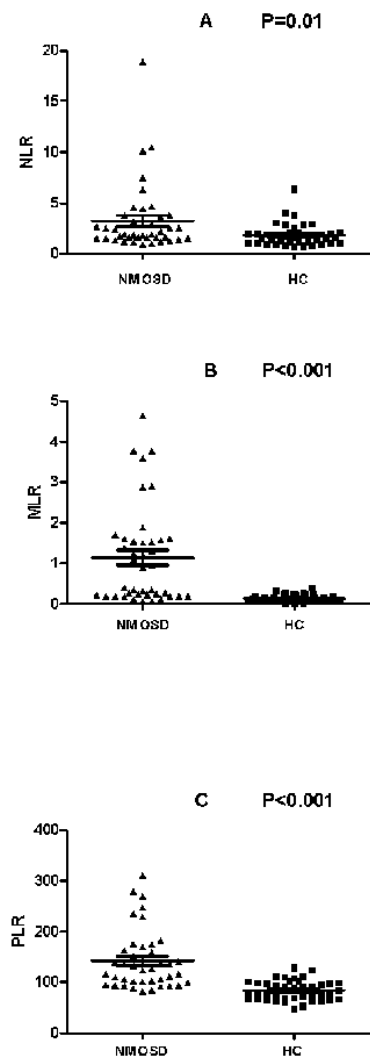 A P=0.01
20
15
NLR
10
5
0
NMOSD HC
B P<0.001
5
4
3
MLR
2
1
0
NMOSD HC
C P<0.001
400
300
PLR
200
100
0
NMOSD HC